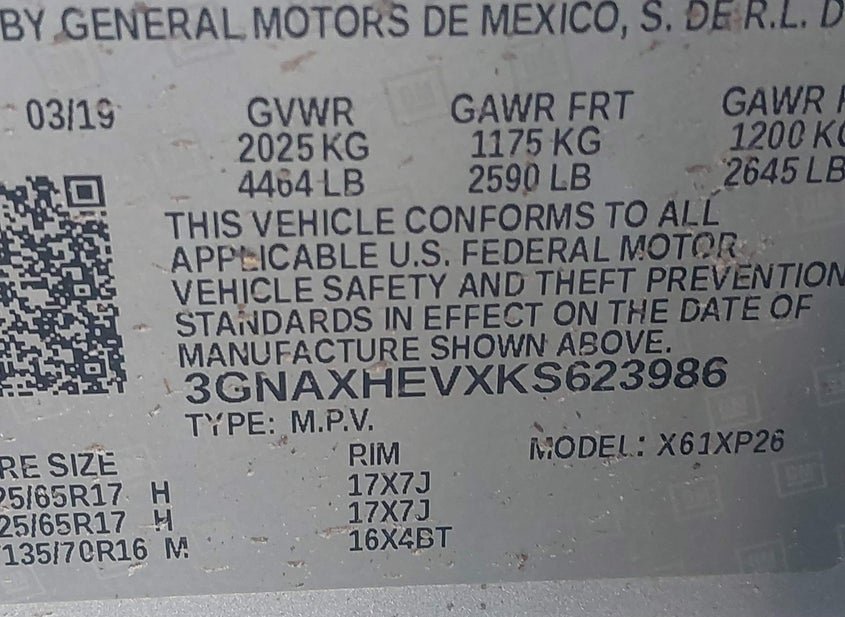 BY GENERAL MOTORS DE MEXICO, S. DE R.L. D
03/19 GVWR GAWR FRT GAWR
2025 KG 1175 KG 1200 KG
4464 LB 2590 LB 2645 LB
THIS VEHICLE CONFORMS TO ALL
APPLICABLE U.S. FEDERAL MOTOR
VEHICLE SAFETY AND THEFT PREVENTION
STANDARDS IN EFFECT ON THE DATE OF
MANUFACTURE SHOWN ABOVE.
3GNAXHEVXKS623986
TYPE: M.P.V. MODEL: X61XP26
RE SIZE RIM
25/65R17 H 17X7J
25/65R17 H 17X7J
135/70R16 M 16X4BT